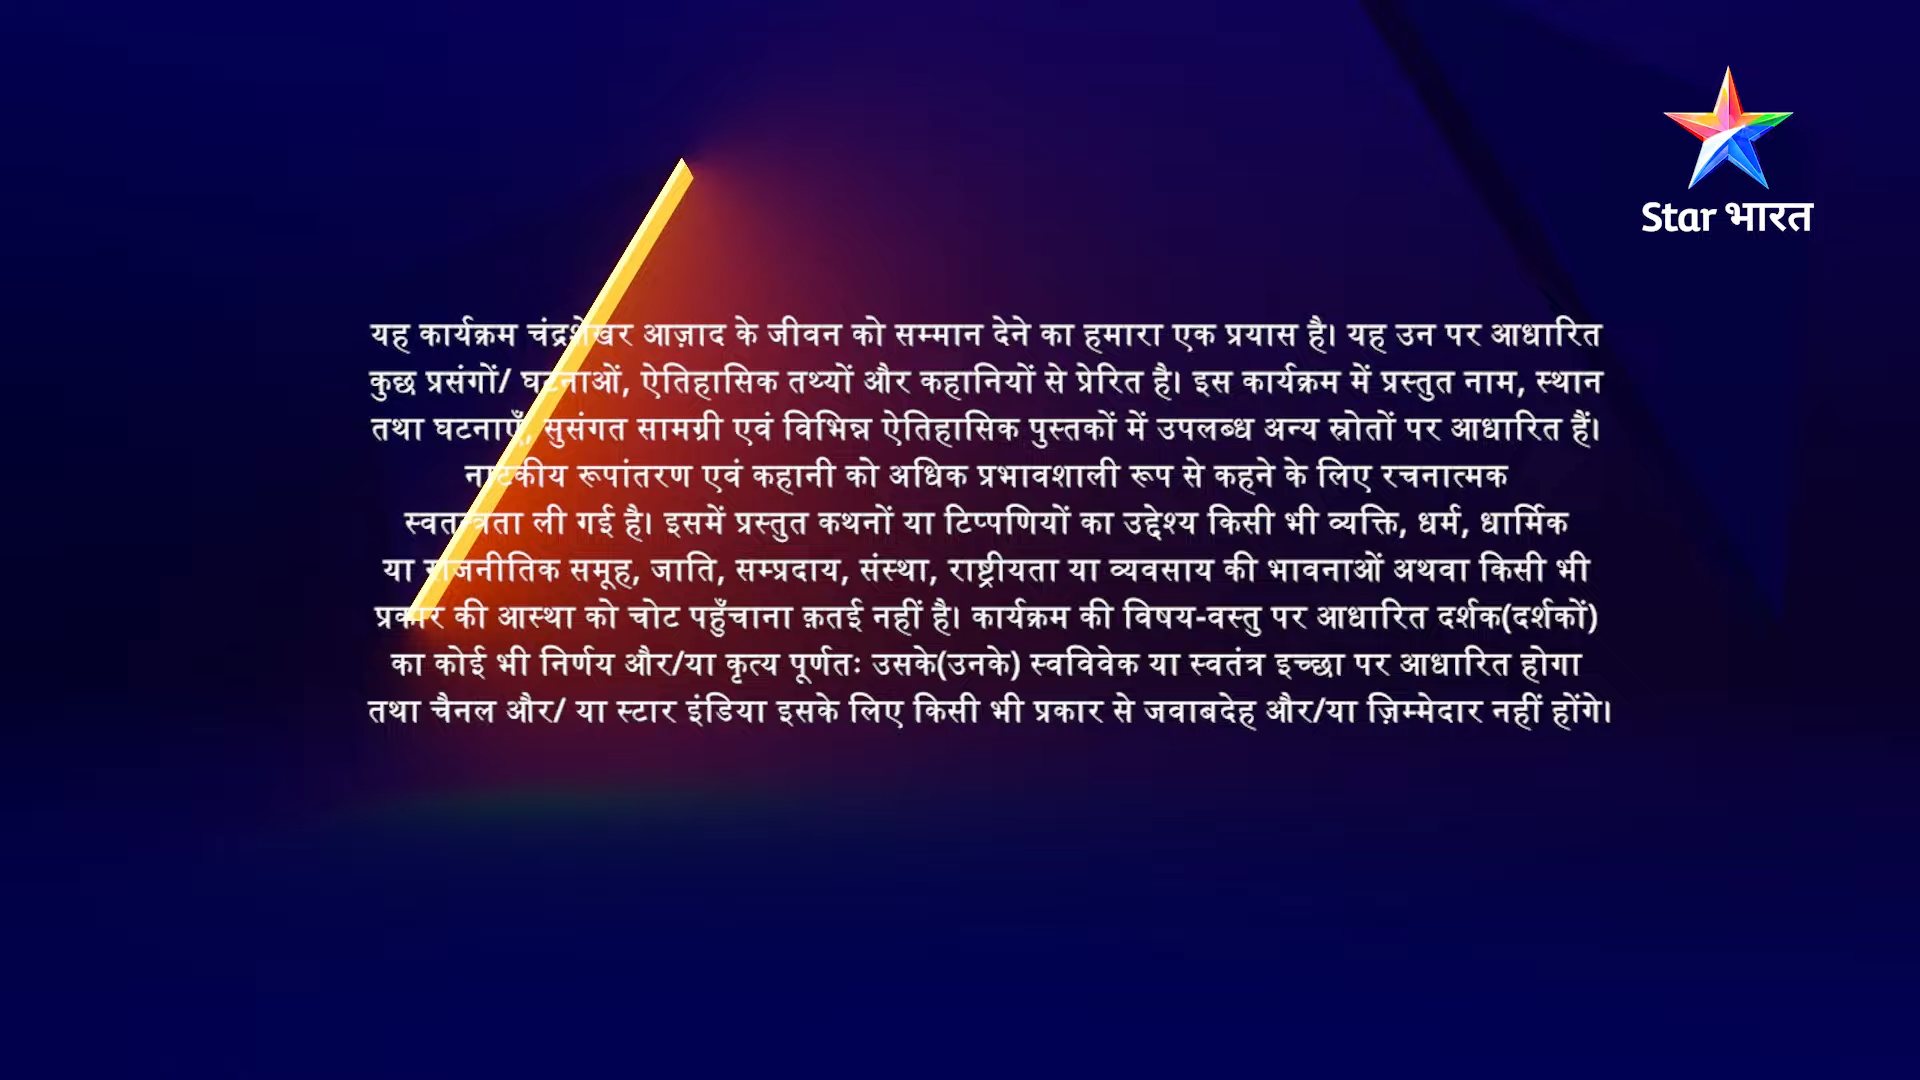 Star भारत
यह कार्यक्रम चंद्रशेखर आज़ाद के जीवन को सम्मान देने का हमारा एक प्रयास है। यह उन पर आधारित
कुछ प्रसंगों/ घटनाओं, ऐतिहासिक तथ्यों और कहानियों से प्रेरित है। इस कार्यक्रम में प्रस्तुत नाम, स्थान
तथा घटनाएँ, सुसंगत सामग्री एवं विभिन्न ऐतिहासिक पुस्तकों में उपलब्ध अन्य स्रोतों पर आधारित हैं।
नाटकीय रूपांतरण एवं कहानी को अधिक प्रभावशाली रूप से कहने के लिए रचनात्मक
स्वतन्त्रता ली गई है। इसमें प्रस्तुत कथनों या टिप्पणियों का उद्देश्य किसी भी व्यक्ति, धर्म, धार्मिक
या राजनीतिक समूह, जाति, सम्प्रदाय, संस्था, राष्ट्रीयता या व्यवसाय की भावनाओं अथवा किसी भी
प्रकार की आस्था को चोट पहुँचाना क़तई नहीं है। कार्यक्रम की विषय-वस्तु पर आधारित दर्शक(दर्शकों)
का कोई भी निर्णय और/या कृत्य पूर्णतः उसके(उनके) स्वविवेक या स्वतंत्र इच्छा पर आधारित होगा
तथा चैनल और/ या स्टार इंडिया इसके लिए किसी भी प्रकार से जवाबदेह और/या ज़िम्मेदार नहीं होंगे।